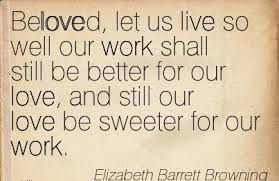 Beloved, let us live so
well our work shall
still be better for our
love, and still our
love be sweeter for our
work.
Elizabeth Barrett Browning